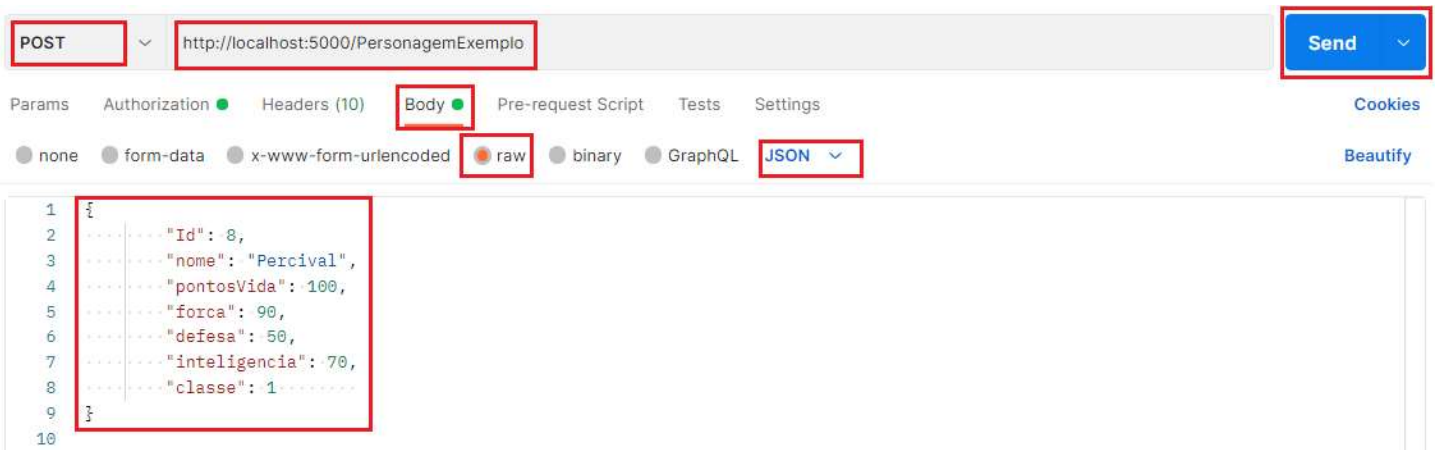 POST http://localhost:5000/PersonagemExemplo Send
Params Authorization Headers (10) Body Pre-request Script Tests Settings Cookies
none form-data x-www-form-urlencoded raw binary GraphQL JSON Beautify
1 {
2 "Id": 8,
3 "nome": "Percival",
4 "pontosVida": 100,
5 "forca": 90,
6 "defesa": 50,
7 "inteligencia": 70,
8 "classe": 1
9 }
10